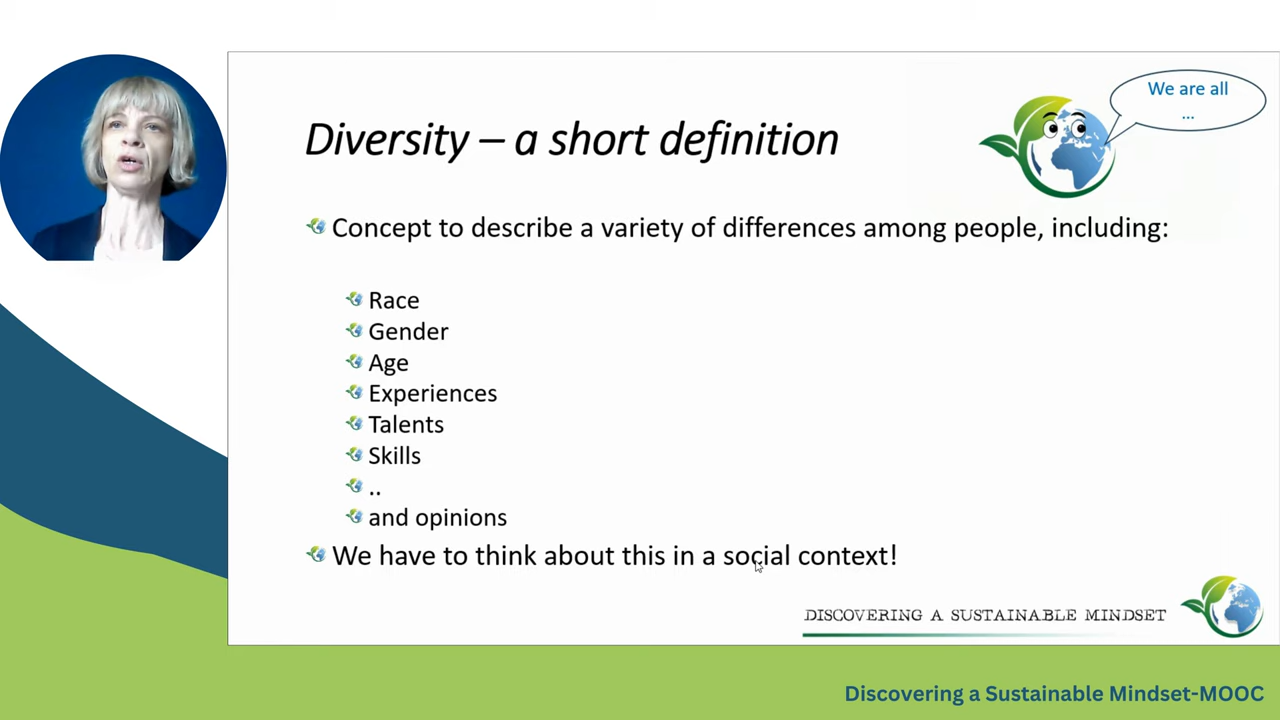 We are all
...
Diversity – a short definition
Concept to describe a variety of differences among people, including:
Race
Gender
Age
Experiences
Talents
Skills
..
and opinions
We have to think about this in a social context!
DISCOVERING A SUSTAINABLE MINDSET
Discovering a Sustainable Mindset-MOOC